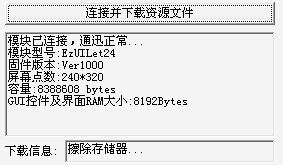 连接并下载资源文件
模块已连接，通迅正常...
模块型号:EzUILet24
固件版本:Ver1000
屏幕点数:240*320
容量:8388608 bytes
GUI控件及界面RAM大小:8192Bytes
下载信息: 擦除存储器...